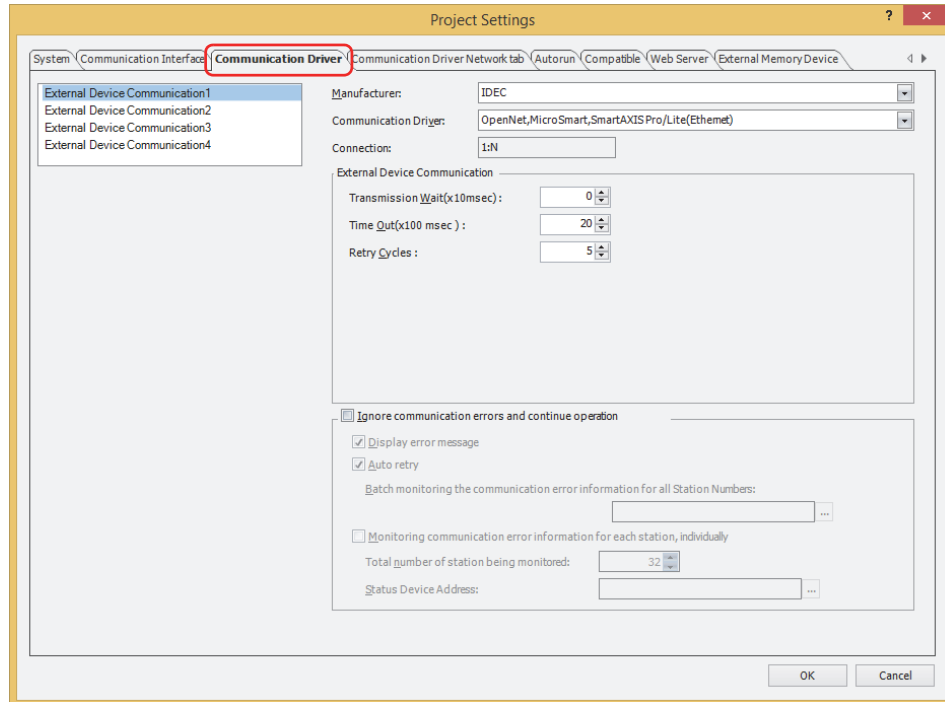 Project Settings
?
×
System
Communication Interface
Communication Driver
Communication Driver Network tab
Autorun
Compatible
Web Server
External Memory Device
External Device Communication1
External Device Communication2
External Device Communication3
External Device Communication4
Manufacturer: IDEC
Communication Driver: OpenNet,MicroSmart,SmartAXIS Pro/Lite(Ethernet)
Connection: 1:N
External Device Communication
Transmission Wait(x10msec) : 0
Time Out(x100 msec ) : 20
Retry Cycles : 5
Ignore communication errors and continue operation
Display error message
Auto retry
Batch monitoring the communication error information for all Station Numbers:
...
Monitoring communication error information for each station, individually
Total number of station being monitored: 32
Status Device Address: ...
OK
Cancel